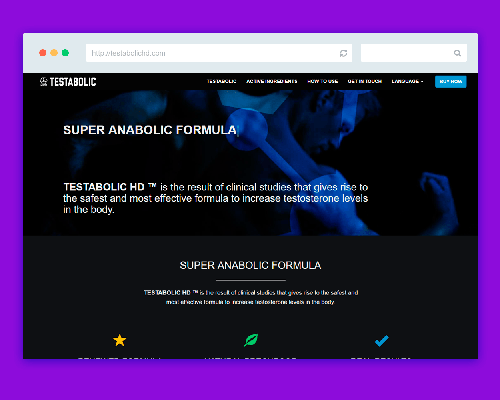 http://testabolichd.com
TESTABOLIC
TESTABOLIC ACTIVE INGREDIENTS HOW TO USE GET IN TOUCH LANGUAGE BUY NOW
SUPER ANABOLIC FORMULA
TESTABOLIC HD ™ is the result of clinical studies that gives rise to
the safest and most effective formula to increase testosterone levels
in the body.
SUPER ANABOLIC FORMULA
TESTABOLIC HD ™ is the result of clinical studies that gives rise to the safest and
most effective formula to increase testosterone levels in the body